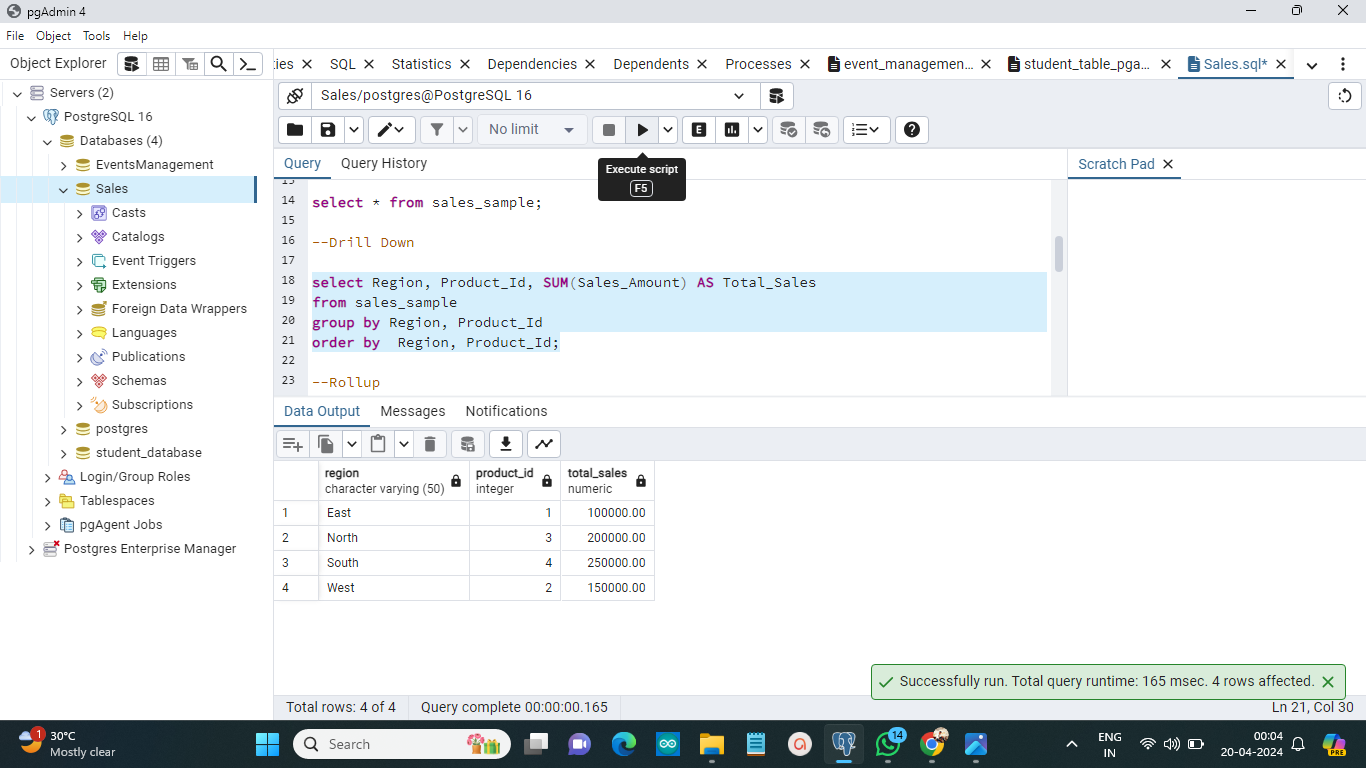 pgAdmin 4
File Object Tools Help
Object Explorer
ties SQL Statistics Dependencies Dependents Processes event_managemen... student_table_pga... Sales.sql*
Servers (2)
PostgreSQL 16
Databases (4)
EventsManagement
Sales
Casts
Catalogs
Event Triggers
Extensions
Foreign Data Wrappers
Languages
Publications
Schemas
Subscriptions
postgres
student_database
Login/Group Roles
Tablespaces
pgAgent Jobs
Postgres Enterprise Manager
Sales/postgres@PostgreSQL 16
No limit
E
Execute script
F5
Query Query History
Scratch Pad
13
14 select * from sales_sample;
15
16 --Drill Down
17
18 select Region, Product_Id, SUM(Sales_Amount) AS Total_Sales
19 from sales_sample
20 group by Region, Product_Id
21 order by  Region, Product_Id;
22
23 --Rollup
Data Output Messages Notifications
region product_id total_sales
character varying (50) integer numeric
1 East 1 100000.00
2 North 3 200000.00
3 South 4 250000.00
4 West 2 150000.00
Successfully run. Total query runtime: 165 msec. 4 rows affected.
Total rows: 4 of 4 Query complete 00:00:00.165 Ln 21, Col 30
1
30°C
Mostly clear
Search
14
ENG
IN
00:04
20-04-2024
PRE